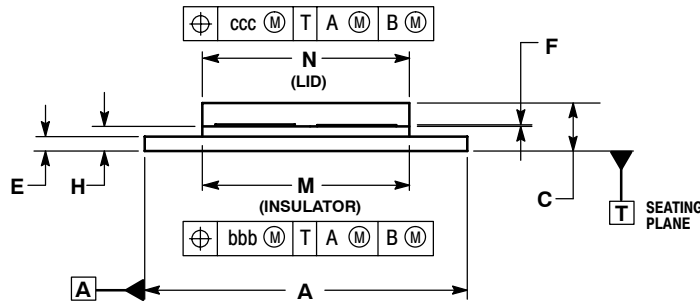 ⌖ ccc Ⓜ T A Ⓜ B Ⓜ
N
(LID)
F
E
H
M
(INSULATOR)
C
T SEATING
PLANE
⌖ bbb Ⓜ T A Ⓜ B Ⓜ
A
A